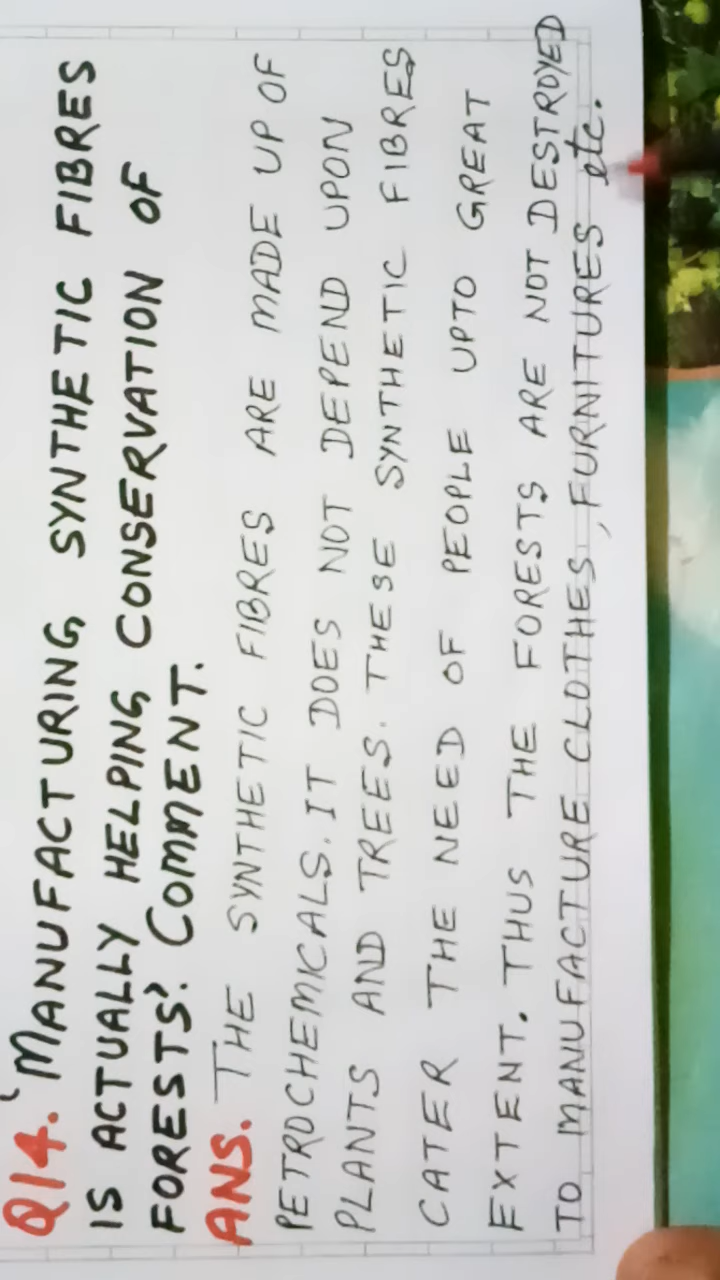 Q14. 'MANUFACTURING SYNTHETIC FIBRES
IS ACTUALLY HELPING CONSERVATION OF
FORESTS'. COMMENT.
ANS. THE SYNTHETIC FIBRES ARE MADE UP OF
PETROCHEMICALS. IT DOES NOT DEPEND UPON
PLANTS AND TREES. THESE SYNTHETIC FIBRES
CATER THE NEED OF PEOPLE UPTO GREAT
EXTENT. THUS THE FORESTS ARE NOT DESTROYED
TO MANUFACTURE CLOTHES, FURNITURES etc.